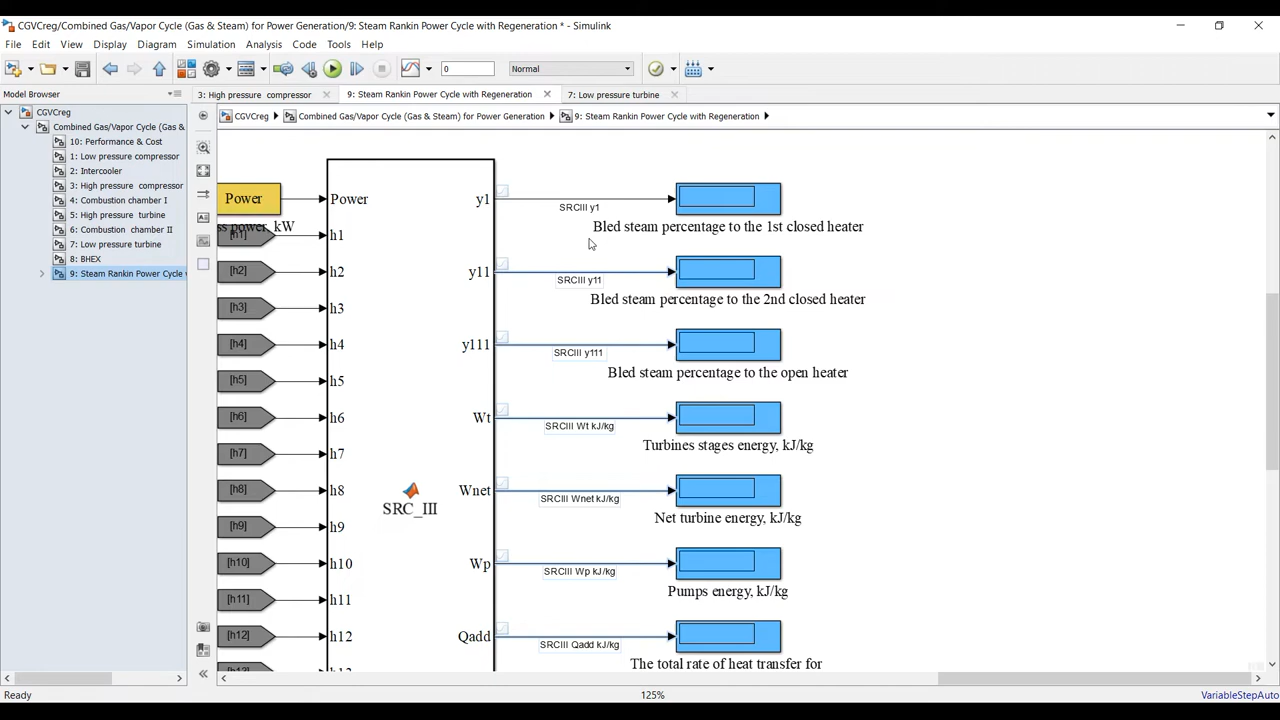 CGVCreg/Combined Gas/Vapor Cycle (Gas & Steam) for Power Generation/9: Steam Rankin Power Cycle with Regeneration * - Simulink
File Edit View Display Diagram Simulation Analysis Code Tools Help
0
Normal
Model Browser
3: High pressure compressor
9: Steam Rankin Power Cycle with Regeneration
7: Low pressure turbine
CGVCreg
Combined Gas/Vapor Cycle (Gas & Steam) for Power Generation
9: Steam Rankin Power Cycle with Regeneration
CGVCreg
Combined Gas/Vapor Cycle (Gas &
10: Performance & Cost
1: Low pressure compressor
2: Intercooler
3: High pressure compressor
4: Combustion chamber I
5: High pressure turbine
6: Combustion chamber II
7: Low pressure turbine
8: BHEX
9: Steam Rankin Power Cycle
Power
Power
y1
SRCIII y1
Bled steam percentage to the 1st closed heater
power, kW
[h1]
h1
[h2]
h2
y11
SRCIII y11
Bled steam percentage to the 2nd closed heater
[h3]
h3
[h4]
h4
y111
SRCIII y111
Bled steam percentage to the open heater
[h5]
h5
[h6]
h6
Wt
SRCIII Wt kJ/kg
Turbines stages energy, kJ/kg
[h7]
h7
[h8]
h8
SRC_III
Wnet
SRCIII Wnet kJ/kg
Net turbine energy, kJ/kg
[h9]
h9
[h10]
h10
Wp
SRCIII Wp kJ/kg
Pumps energy, kJ/kg
[h11]
h11
[h12]
h12
Qadd
SRCIII Qadd kJ/kg
The total rate of heat transfer for
Ready
125%
VariableStepAuto